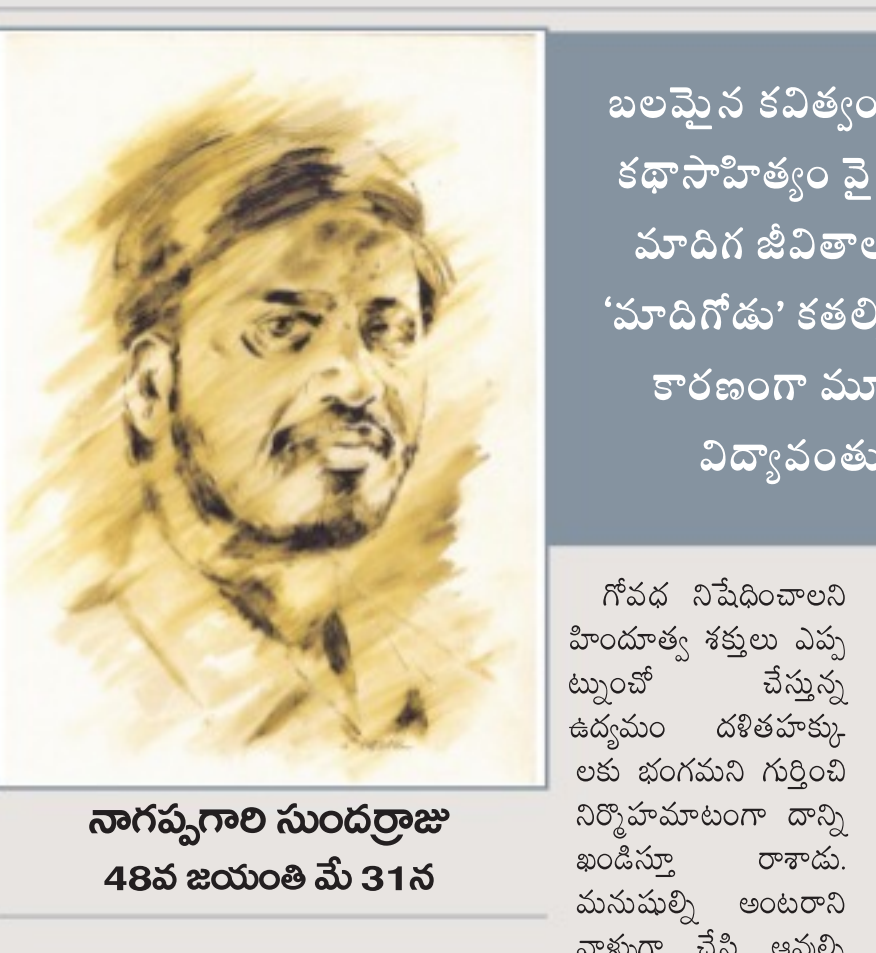 బలమైన కవిత్వం
కథాసాహిత్యం వై
మాదిగ జీవితాల
‘మాదిగోడు’ కతలి
కారణంగా మూ
విద్యావంతు
గోవధ నిషేధించాలని
హిందూత్వ శక్తులు ఎప్ప
ట్నుంచో చేస్తున్న
ఉద్యమం దళితహక్కు
లకు భంగమని గుర్తించి
నిర్మొహమాటంగా దాన్ని
ఖండిస్తూ రాశాడు.
మనుషుల్ని అంటరాని
నాగప్పగారి సుందర్రాజు
48వ జయంతి మే 31న